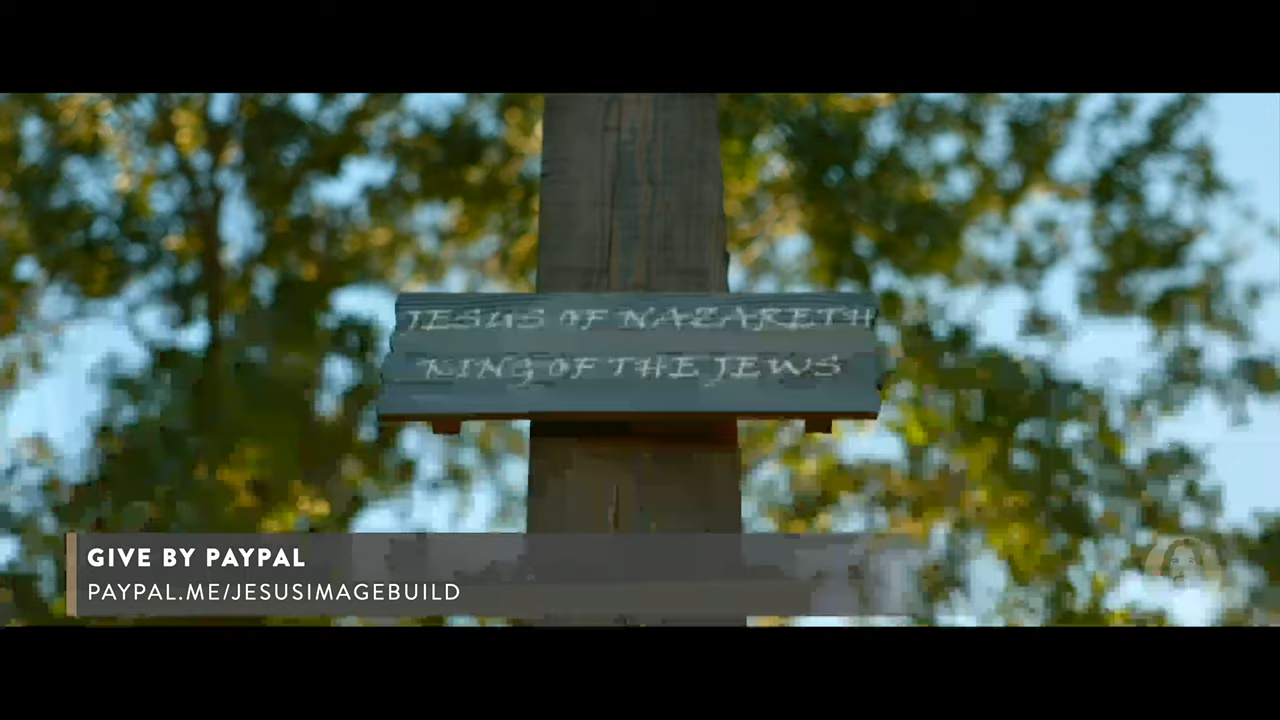 JESUS OF NAZARETH
KING OF THE JEWS
GIVE BY PAYPAL
PAYPAL.ME/JESUSIMAGEBUILD